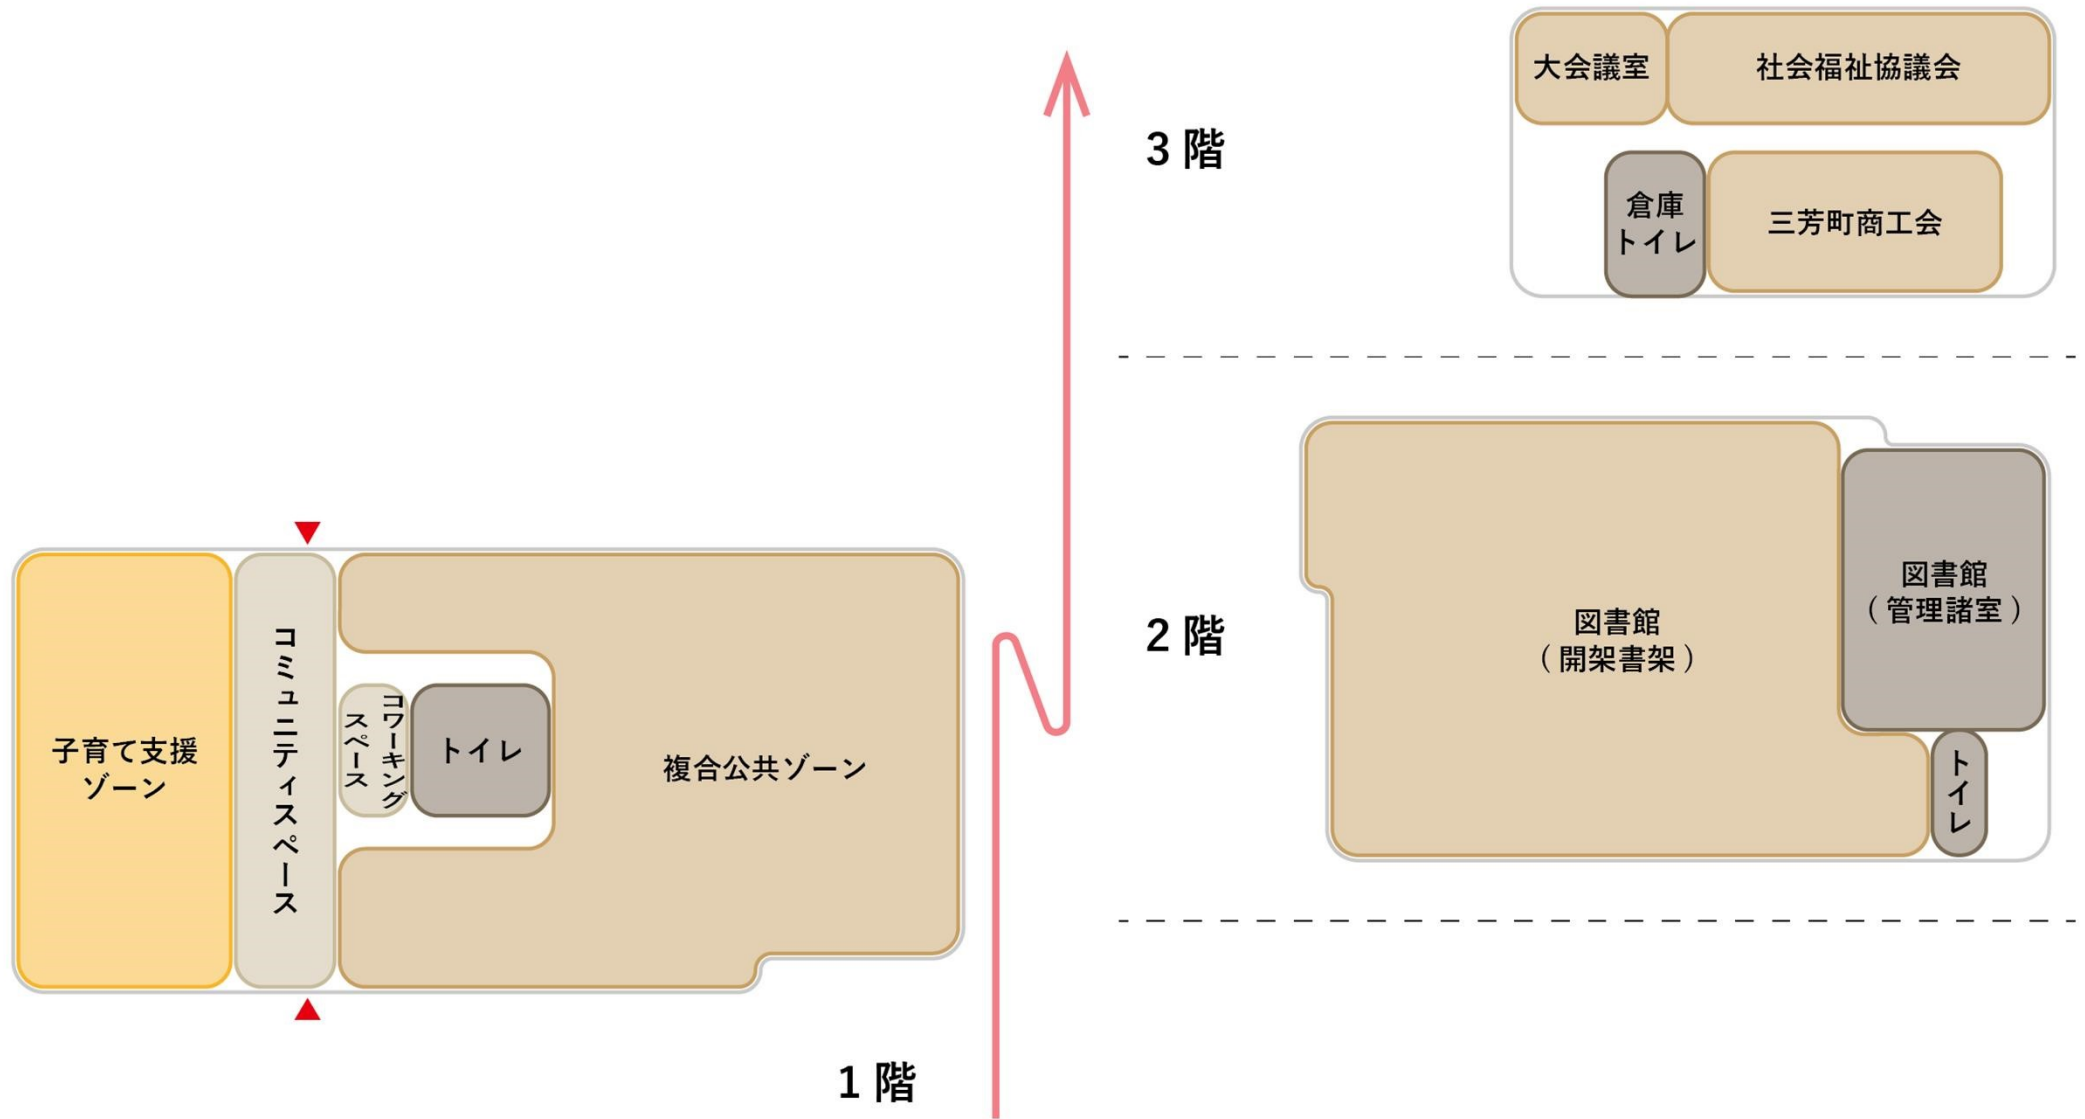 3 階
大会議室
社会福祉協議会
倉庫
トイレ
三芳町商工会
2 階
図書館
（開架書架）
図書館
（管理諸室）
トイレ
子育て支援
ゾーン
コミュニティスペース
コワーキング
スペース
トイレ
複合公共ゾーン
1 階